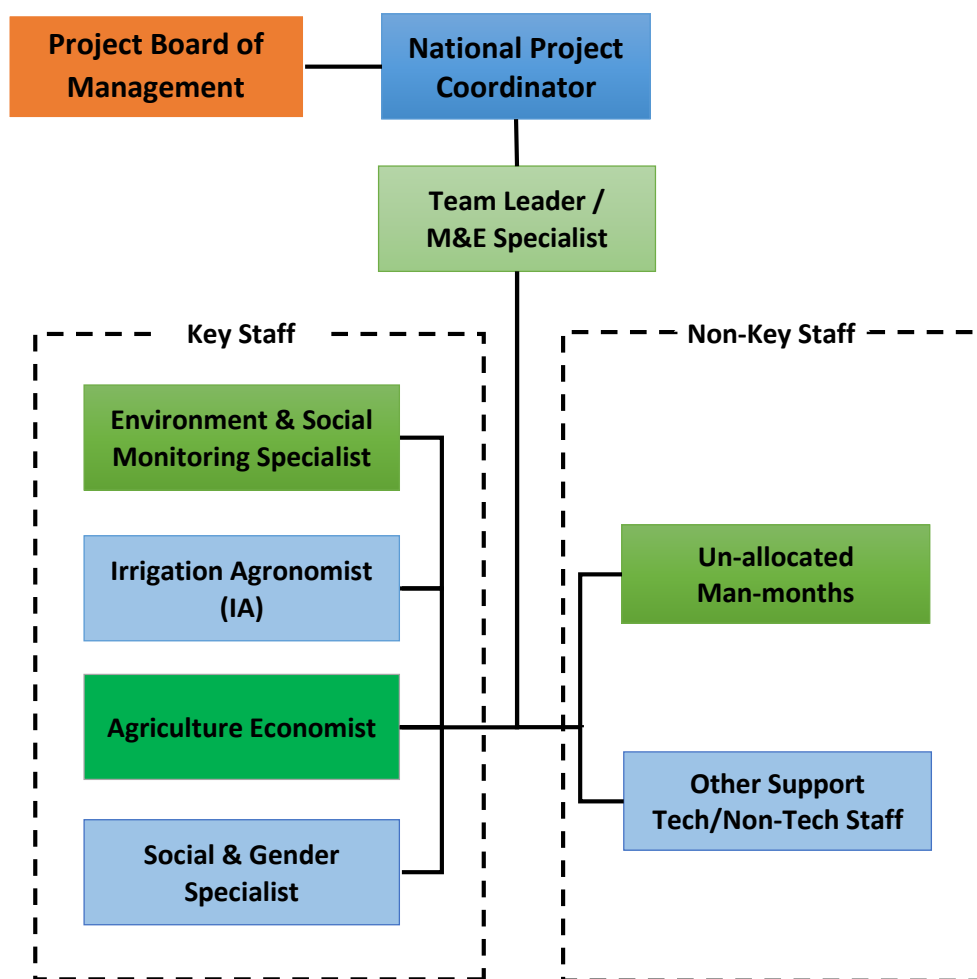 Project Board of
Management
National Project
Coordinator
Team Leader /
M&E Specialist
Key Staff
Environment & Social
Monitoring Specialist
Irrigation Agronomist
(IA)
Agriculture Economist
Social & Gender
Specialist
Non-Key Staff
Un-allocated
Man-months
Other Support
Tech/Non-Tech Staff